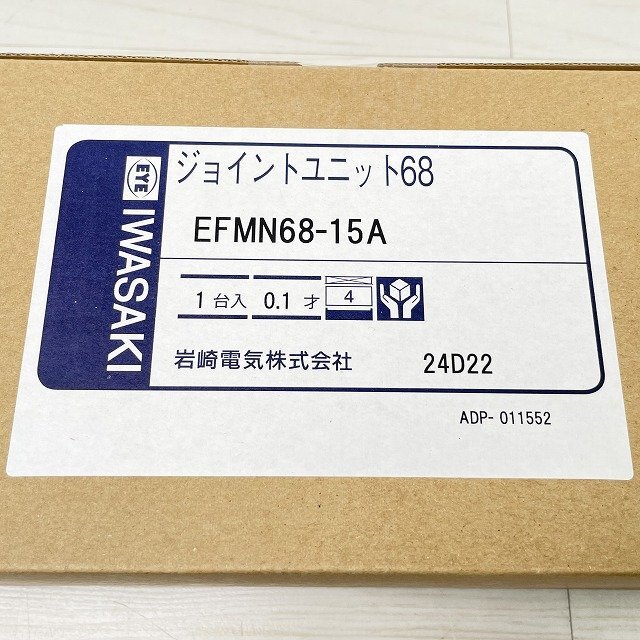 EYE IWASAKI
ジョイントユニット68
EFMN68-15A
1 台入 0.1 才 4
岩崎電気株式会社 24D22
ADP- 011552